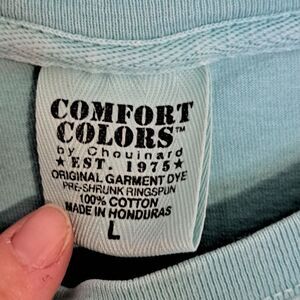 COMFORT
COLORS™
by Chouinard
★ EST. 1975 ★
ORIGINAL GARMENT DYE
PRE-SHRUNK RINGSPUN
100% COTTON
MADE IN HONDURAS
L